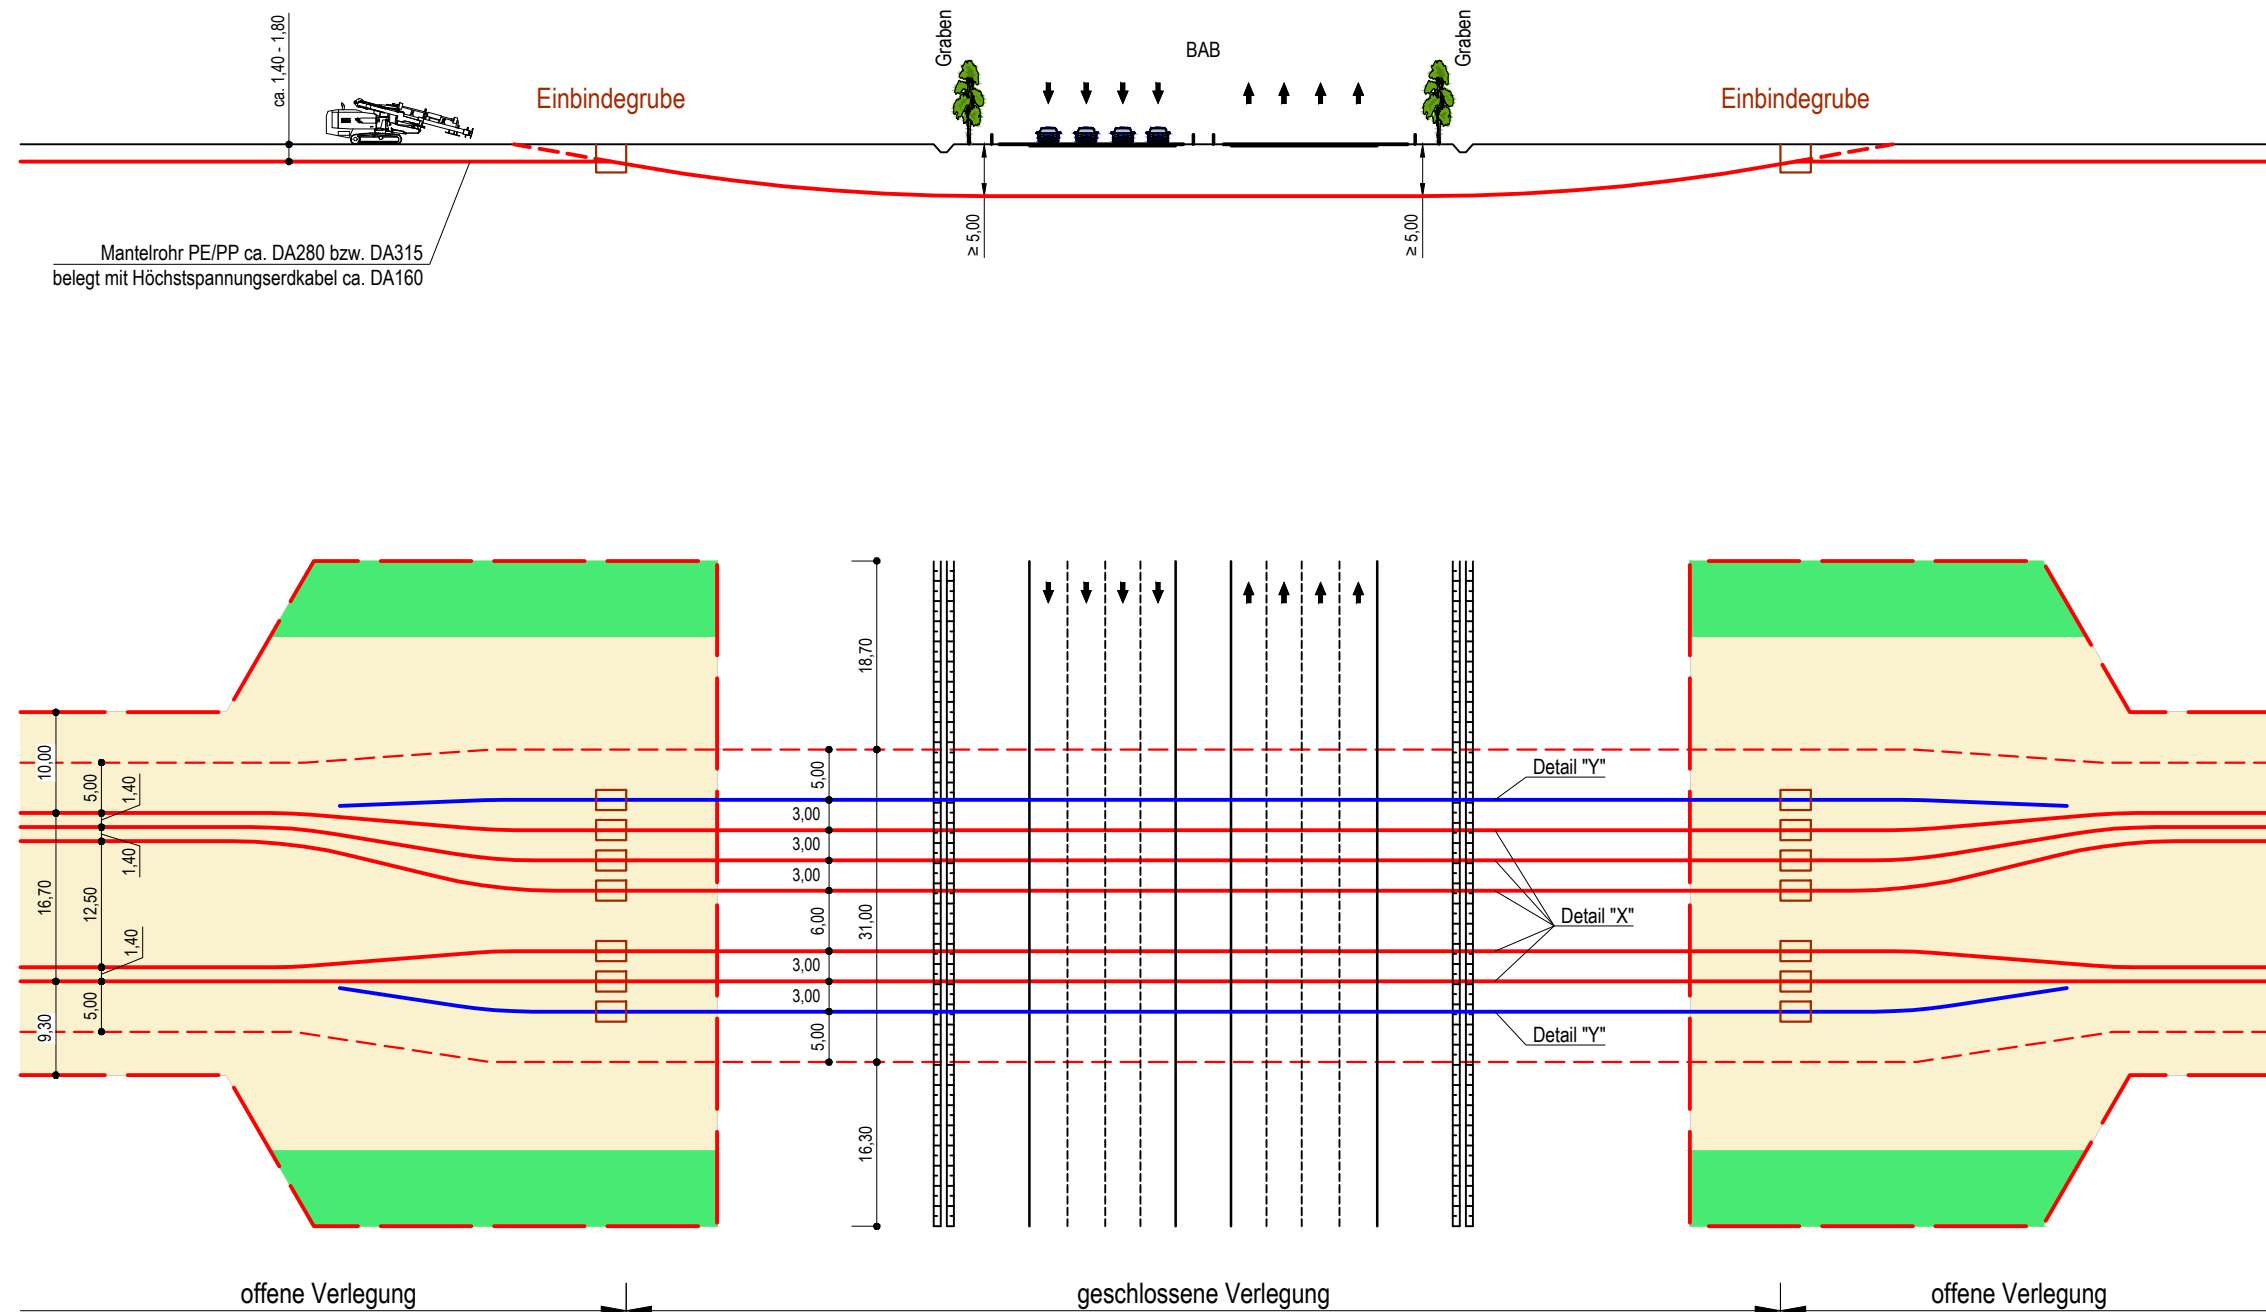 ca. 1,40 - 1,80
Einbindegrube
Graben
BAB
Graben
Einbindegrube
≥ 5,00
≥ 5,00
Mantelrohr PE/PP ca. DA280 bzw. DA315
belegt mit Höchstspannungserdkabel ca. DA160
18,70
10,00
5,00
1,40
5,00
Detail "Y"
3,00
3,00
1,40
3,00
16,70
12,50
6,00
31,00
Detail "X"
1,40
3,00
3,00
5,00
9,30
5,00
Detail "Y"
16,30
offene Verlegung
geschlossene Verlegung
offene Verlegung